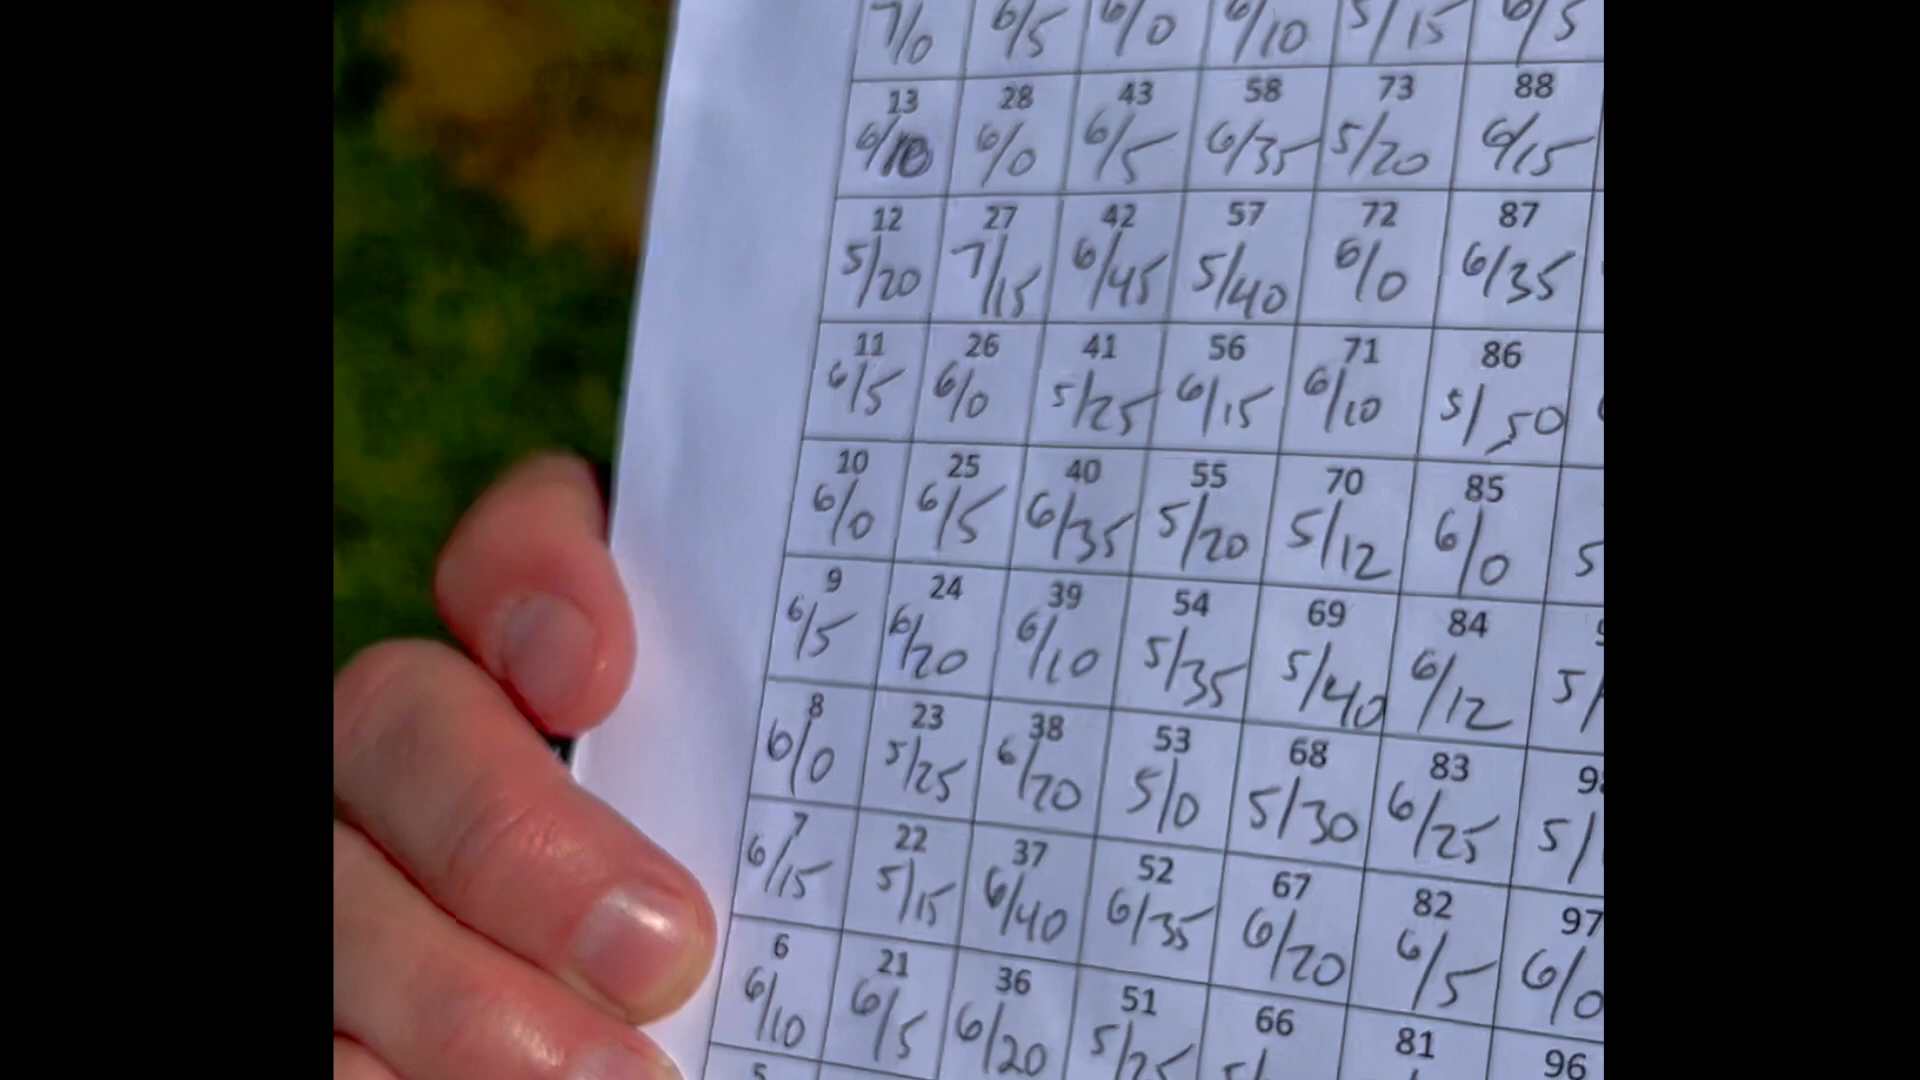 7/0 6/5 6/0 6/10 5/15 6/5
13 28 43 58 73 88
6/10 6/0 6/5 6/35 5/20 6/15
12 27 42 57 72 87
5/20 7/15 6/45 5/40 6/0 6/35
11 26 41 56 71 86
6/5 6/0 5/25 6/15 6/10 5/50
10 25 40 55 70 85
6/0 6/5 6/35 5/20 5/12 6/0 5
9 24 39 54 69 84
6/5 6/20 6/10 5/35 5/40 6/12 5/
8 23 38 53 68 83 9
6/0 5/25 6/20 5/0 5/30 6/25 5/
7 22 37 52 67 82 97
6/15 5/15 6/40 6/35 6/20 6/5 6/0
6 21 36 51 66 81 96
6/10 6/5 6/20 5/25 5/
5